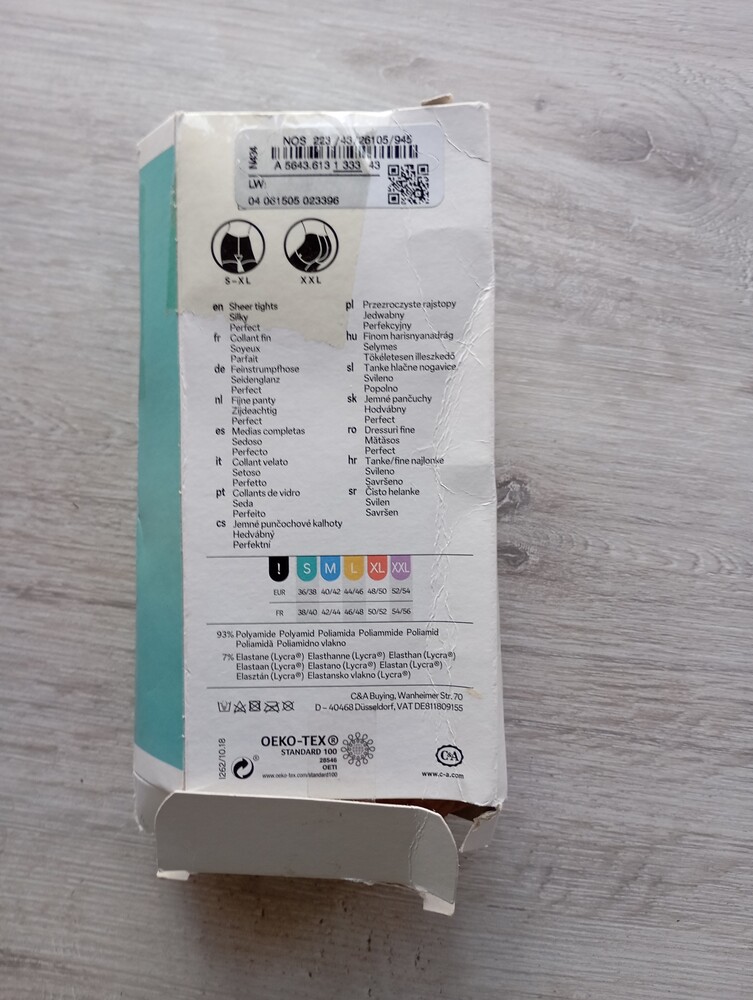 NOS 223 /43/26105/945
N404
A 5643.613 1 333 43
LW:
04 061505 023396
S-XL
XXL
en Sheer tights
Silky
Perfect
fr Collant fin
Soyeux
Parfait
de Feinstrumpfhose
Seidenglanz
Perfect
nl Fijne panty
Zijdeachtig
Perfect
es Medias completas
Sedoso
Perfecto
it Collant velato
Setoso
Perfetto
pt Collants de vidro
Seda
Perfeito
cs Jemné punčochové kalhoty
Hedvábný
Perfektní
pl Przezroczyste rajstopy
Jedwabny
Perfekcyjny
hu Finom harisnyanadrág
Selymes
Tökéletesen illeszkedő
sl Tanke hlačne nogavice
Svileno
Popolno
sk Jemné pančuchy
Hodvábny
Perfect
ro Dressuri fine
Mătăsos
Perfect
hr Tanke/fine najlonke
Svileno
Savršeno
sr Čisto helanke
Svilen
Savršen
! S M L XL XXL
EUR 36/38 40/42 44/46 48/50 52/54
FR 38/40 42/44 46/48 50/52 54/56
93% Polyamide Polyamid Poliamida Poliammide Poliamid
Poliamidă Poliamidno vlakno
7% Elastane (Lycra®) Elasthanne (Lycra®) Elasthan (Lycra®)
Elastaan (Lycra®) Elastano (Lycra®) Elastan (Lycra®)
Elasztán (Lycra®) Elastansko vlakno (Lycra®)
C&A Buying, Wanheimer Str. 70
D – 40468 Düsseldorf, VAT DE811809155
1262/10.18
OEKO-TEX®
STANDARD 100
28546
OETI
www.oeko-tex.com/standard100
C&A
www.c-a.com